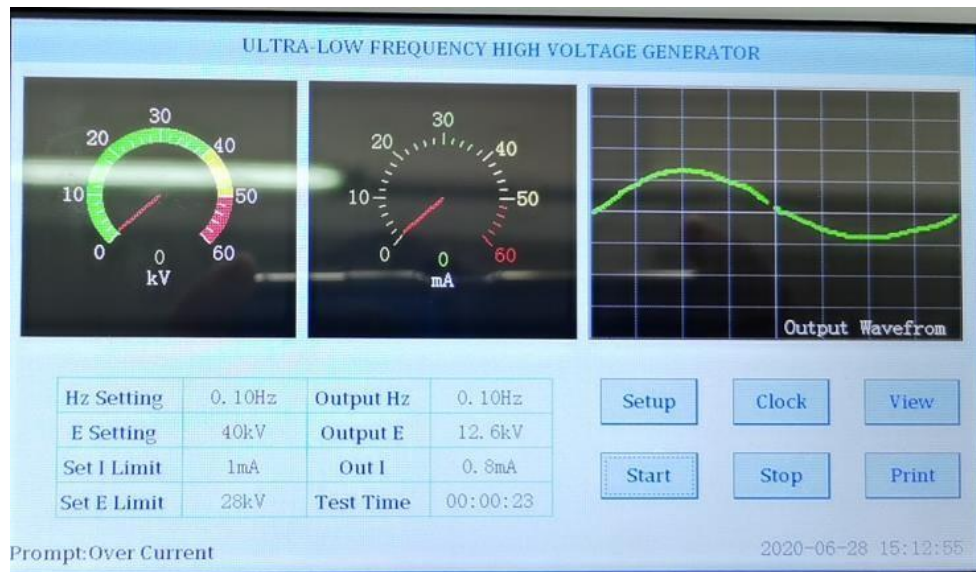 ULTRA-LOW FREQUENCY HIGH VOLTAGE GENERATOR
30
20 40
10 50
0 60
0
kV
30
20 40
10 50
0 60
0
mA
Output Wavefrom
Hz Setting 0.10Hz Output Hz 0.10Hz
E Setting 40kV Output E 12.6kV
Set I Limit 1mA Out I 0.8mA
Set E Limit 28kV Test Time 00:00:23
Setup Clock View
Start Stop Print
Prompt:Over Current
2020-06-28 15:12:55